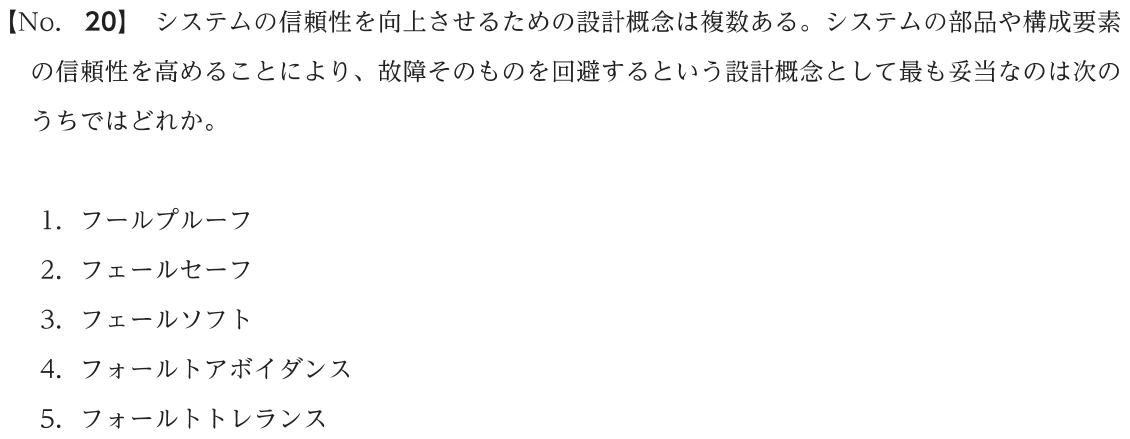 【No. 20】 システムの信頼性を向上させるための設計概念は複数ある。システムの部品や構成要素
の信頼性を高めることにより、故障そのものを回避するという設計概念として最も妥当なのは次の
うちではどれか。
1. フールプルーフ
2. フェールセーフ
3. フェールソフト
4. フォールトアボイダンス
5. フォールトトレランス